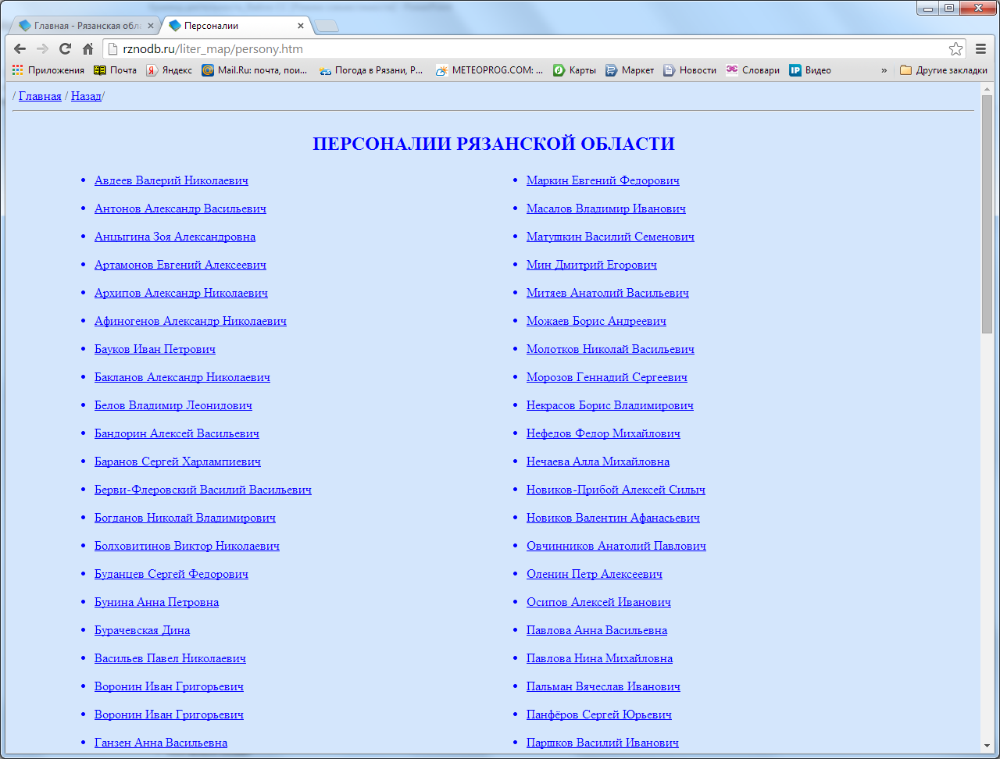 Главная - Рязанская обл
Персоналии
rznodb.ru/liter_map/persony.htm
Приложения
Почта
Яндекс
Mail.Ru: почта, пои...
Погода в Рязани, Р...
METEOPROG.COM: ...
Карты
Маркет
Новости
Словари
Видео
»
Другие закладки
/ Главная / Назад/
ПЕРСОНАЛИИ РЯЗАНСКОЙ ОБЛАСТИ
Авдеев Валерий Николаевич
Антонов Александр Васильевич
Анцыгина Зоя Александровна
Артамонов Евгений Алексеевич
Архипов Александр Николаевич
Афиногенов Александр Николаевич
Бауков Иван Петрович
Бакланов Александр Николаевич
Белов Владимир Леонидович
Бандорин Алексей Васильевич
Баранов Сергей Харлампиевич
Берви-Флеровский Василий Васильевич
Богданов Николай Владимирович
Болховитинов Виктор Николаевич
Буданцев Сергей Федорович
Бунина Анна Петровна
Бурачевская Дина
Васильев Павел Николаевич
Воронин Иван Григорьевич
Воронин Иван Григорьевич
Ганзен Анна Васильевна
Маркин Евгений Федорович
Масалов Владимир Иванович
Матушкин Василий Семенович
Мин Дмитрий Егорович
Митяев Анатолий Васильевич
Можаев Борис Андреевич
Молотков Николай Васильевич
Морозов Геннадий Сергеевич
Некрасов Борис Владимирович
Нефедов Федор Михайлович
Нечаева Алла Михайловна
Новиков-Прибой Алексей Силыч
Новиков Валентин Афанасьевич
Овчинников Анатолий Павлович
Оленин Петр Алексеевич
Осипов Алексей Иванович
Павлова Анна Васильевна
Павлова Нина Михайловна
Пальман Вячеслав Иванович
Панфёров Сергей Юрьевич
Паршков Василий Иванович